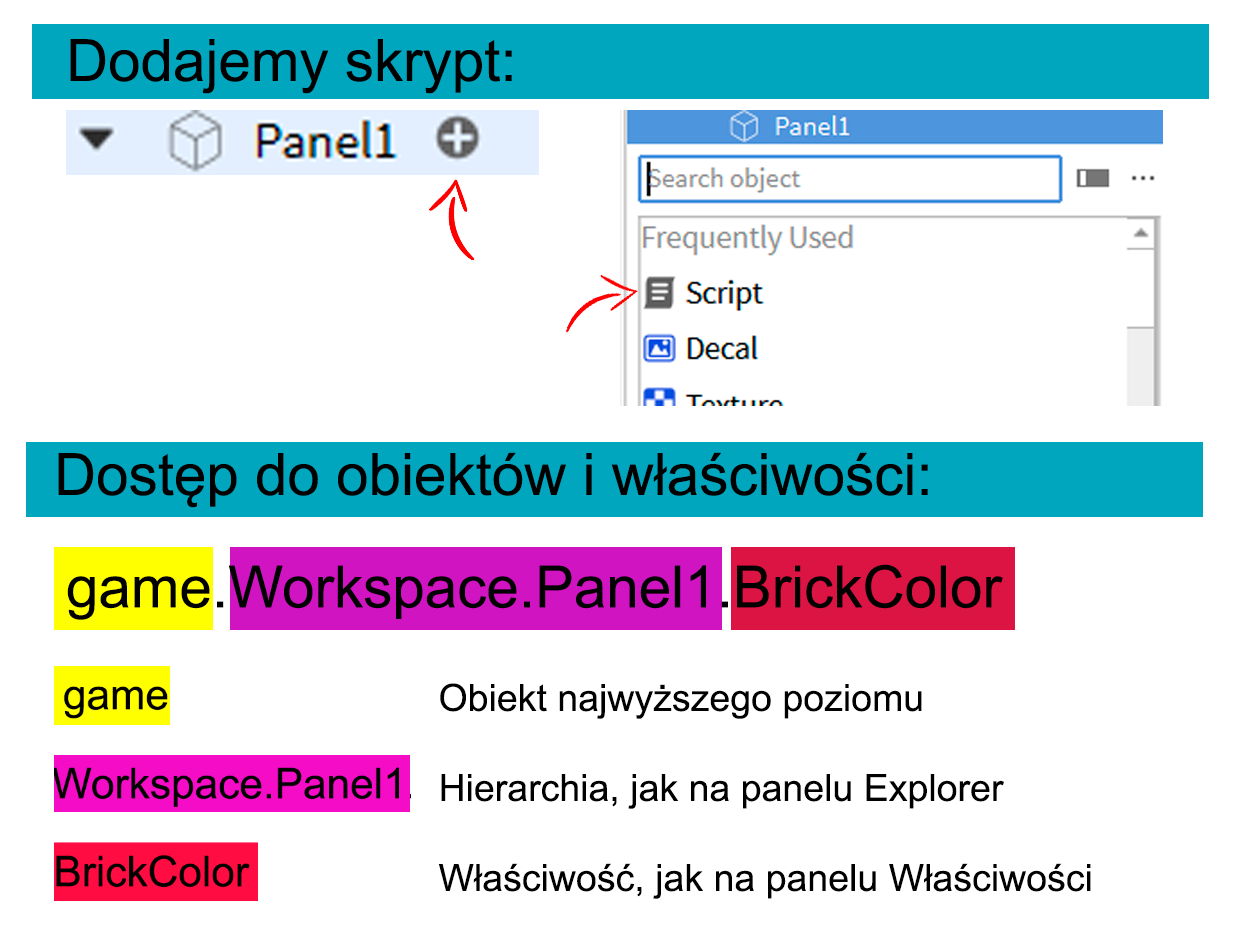 Dodajemy skrypt:
Panel1
Panel1
Search object
Frequently Used
Script
Decal
Texture
Dostęp do obiektów i właściwości:
game.Workspace.Panel1.BrickColor
game
Obiekt najwyższego poziomu
Workspace.Panel1.
Hierarchia, jak na panelu Explorer
BrickColor
Właściwość, jak na panelu Właściwości